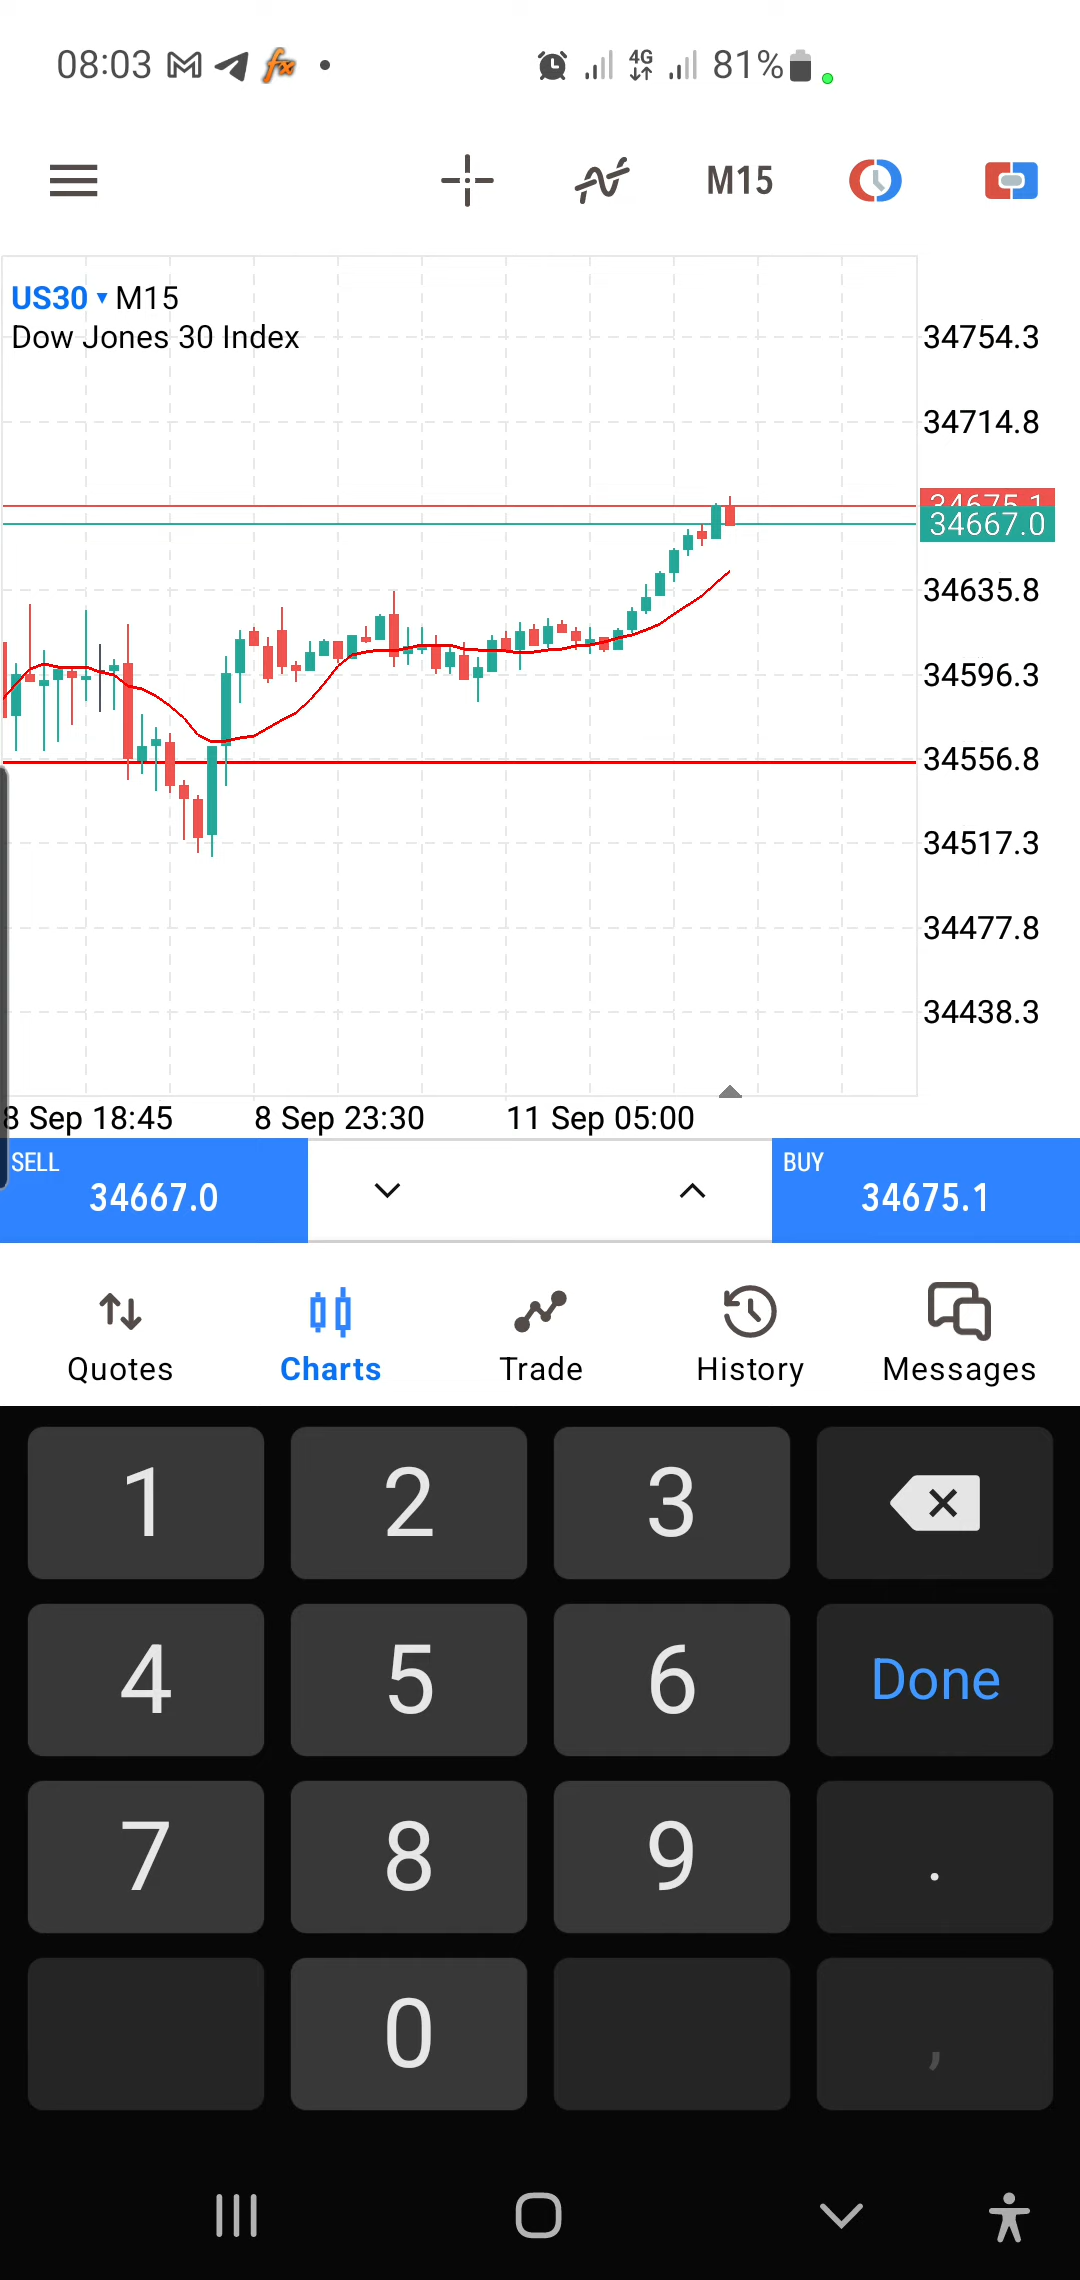 08:03 4G 81%
M15
US30 M15
Dow Jones 30 Index
34754.3
34714.8
34675.1
34667.0
34635.8
34596.3
34556.8
34517.3
34477.8
34438.3
8 Sep 18:45 8 Sep 23:30 11 Sep 05:00
SELL BUY
34667.0 34675.1
Quotes Charts Trade History Messages
1 2 3
4 5 6 Done
7 8 9 .
0 ,